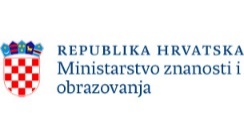 REPUBLIKA HRVATSKA
Ministarstvo znanosti i
obrazovanja